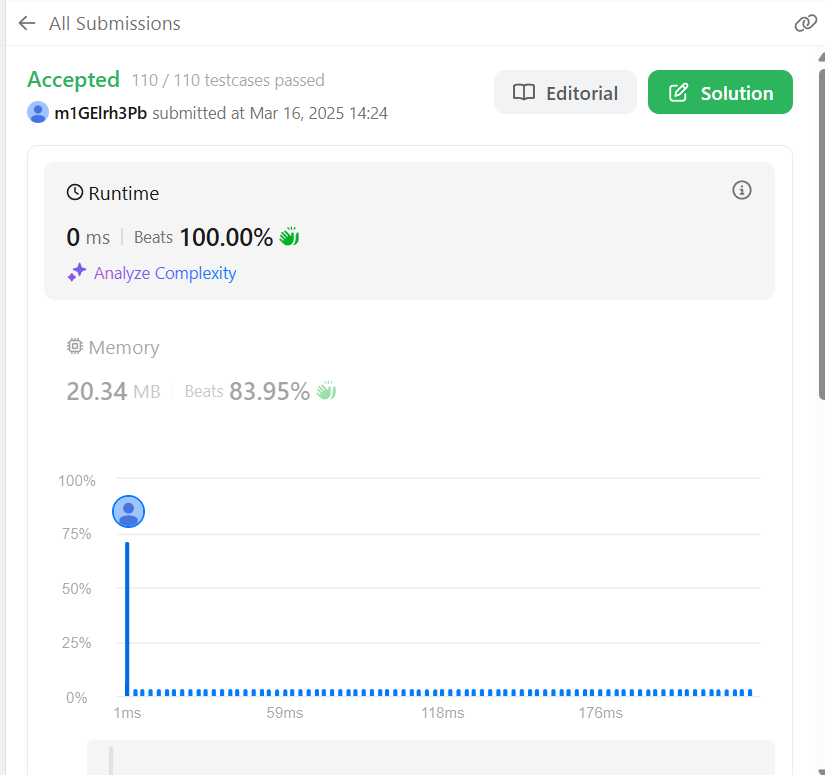 All Submissions
Accepted 110 / 110 testcases passed
m1GElrh3Pb submitted at Mar 16, 2025 14:24
Editorial
Solution
Runtime
0 ms Beats 100.00%
Analyze Complexity
Memory
20.34 MB Beats 83.95%
100%
75%
50%
25%
0%
1ms 59ms 118ms 176ms